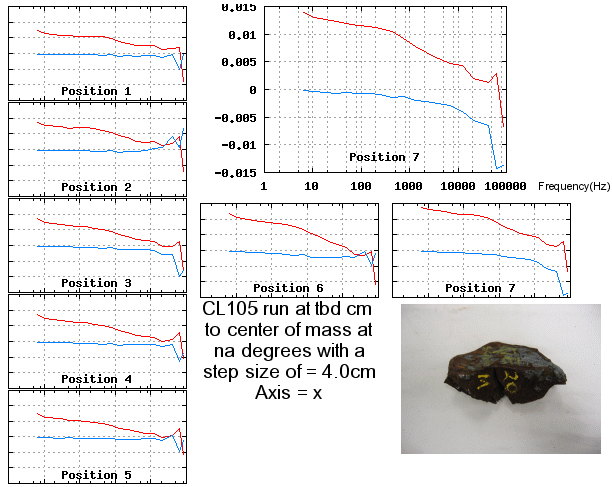 Position 1
Position 2
Position 3
Position 4
Position 5
0.015
0.01
0.005
0
−0.005
−0.01
−0.015
Position 7
1 10 100 1000 10000 100000 Frequency(Hz)
Position 6
Position 7
CL105 run at tbd cm
to center of mass at
na degrees with a
step size of = 4.0cm
Axis = x